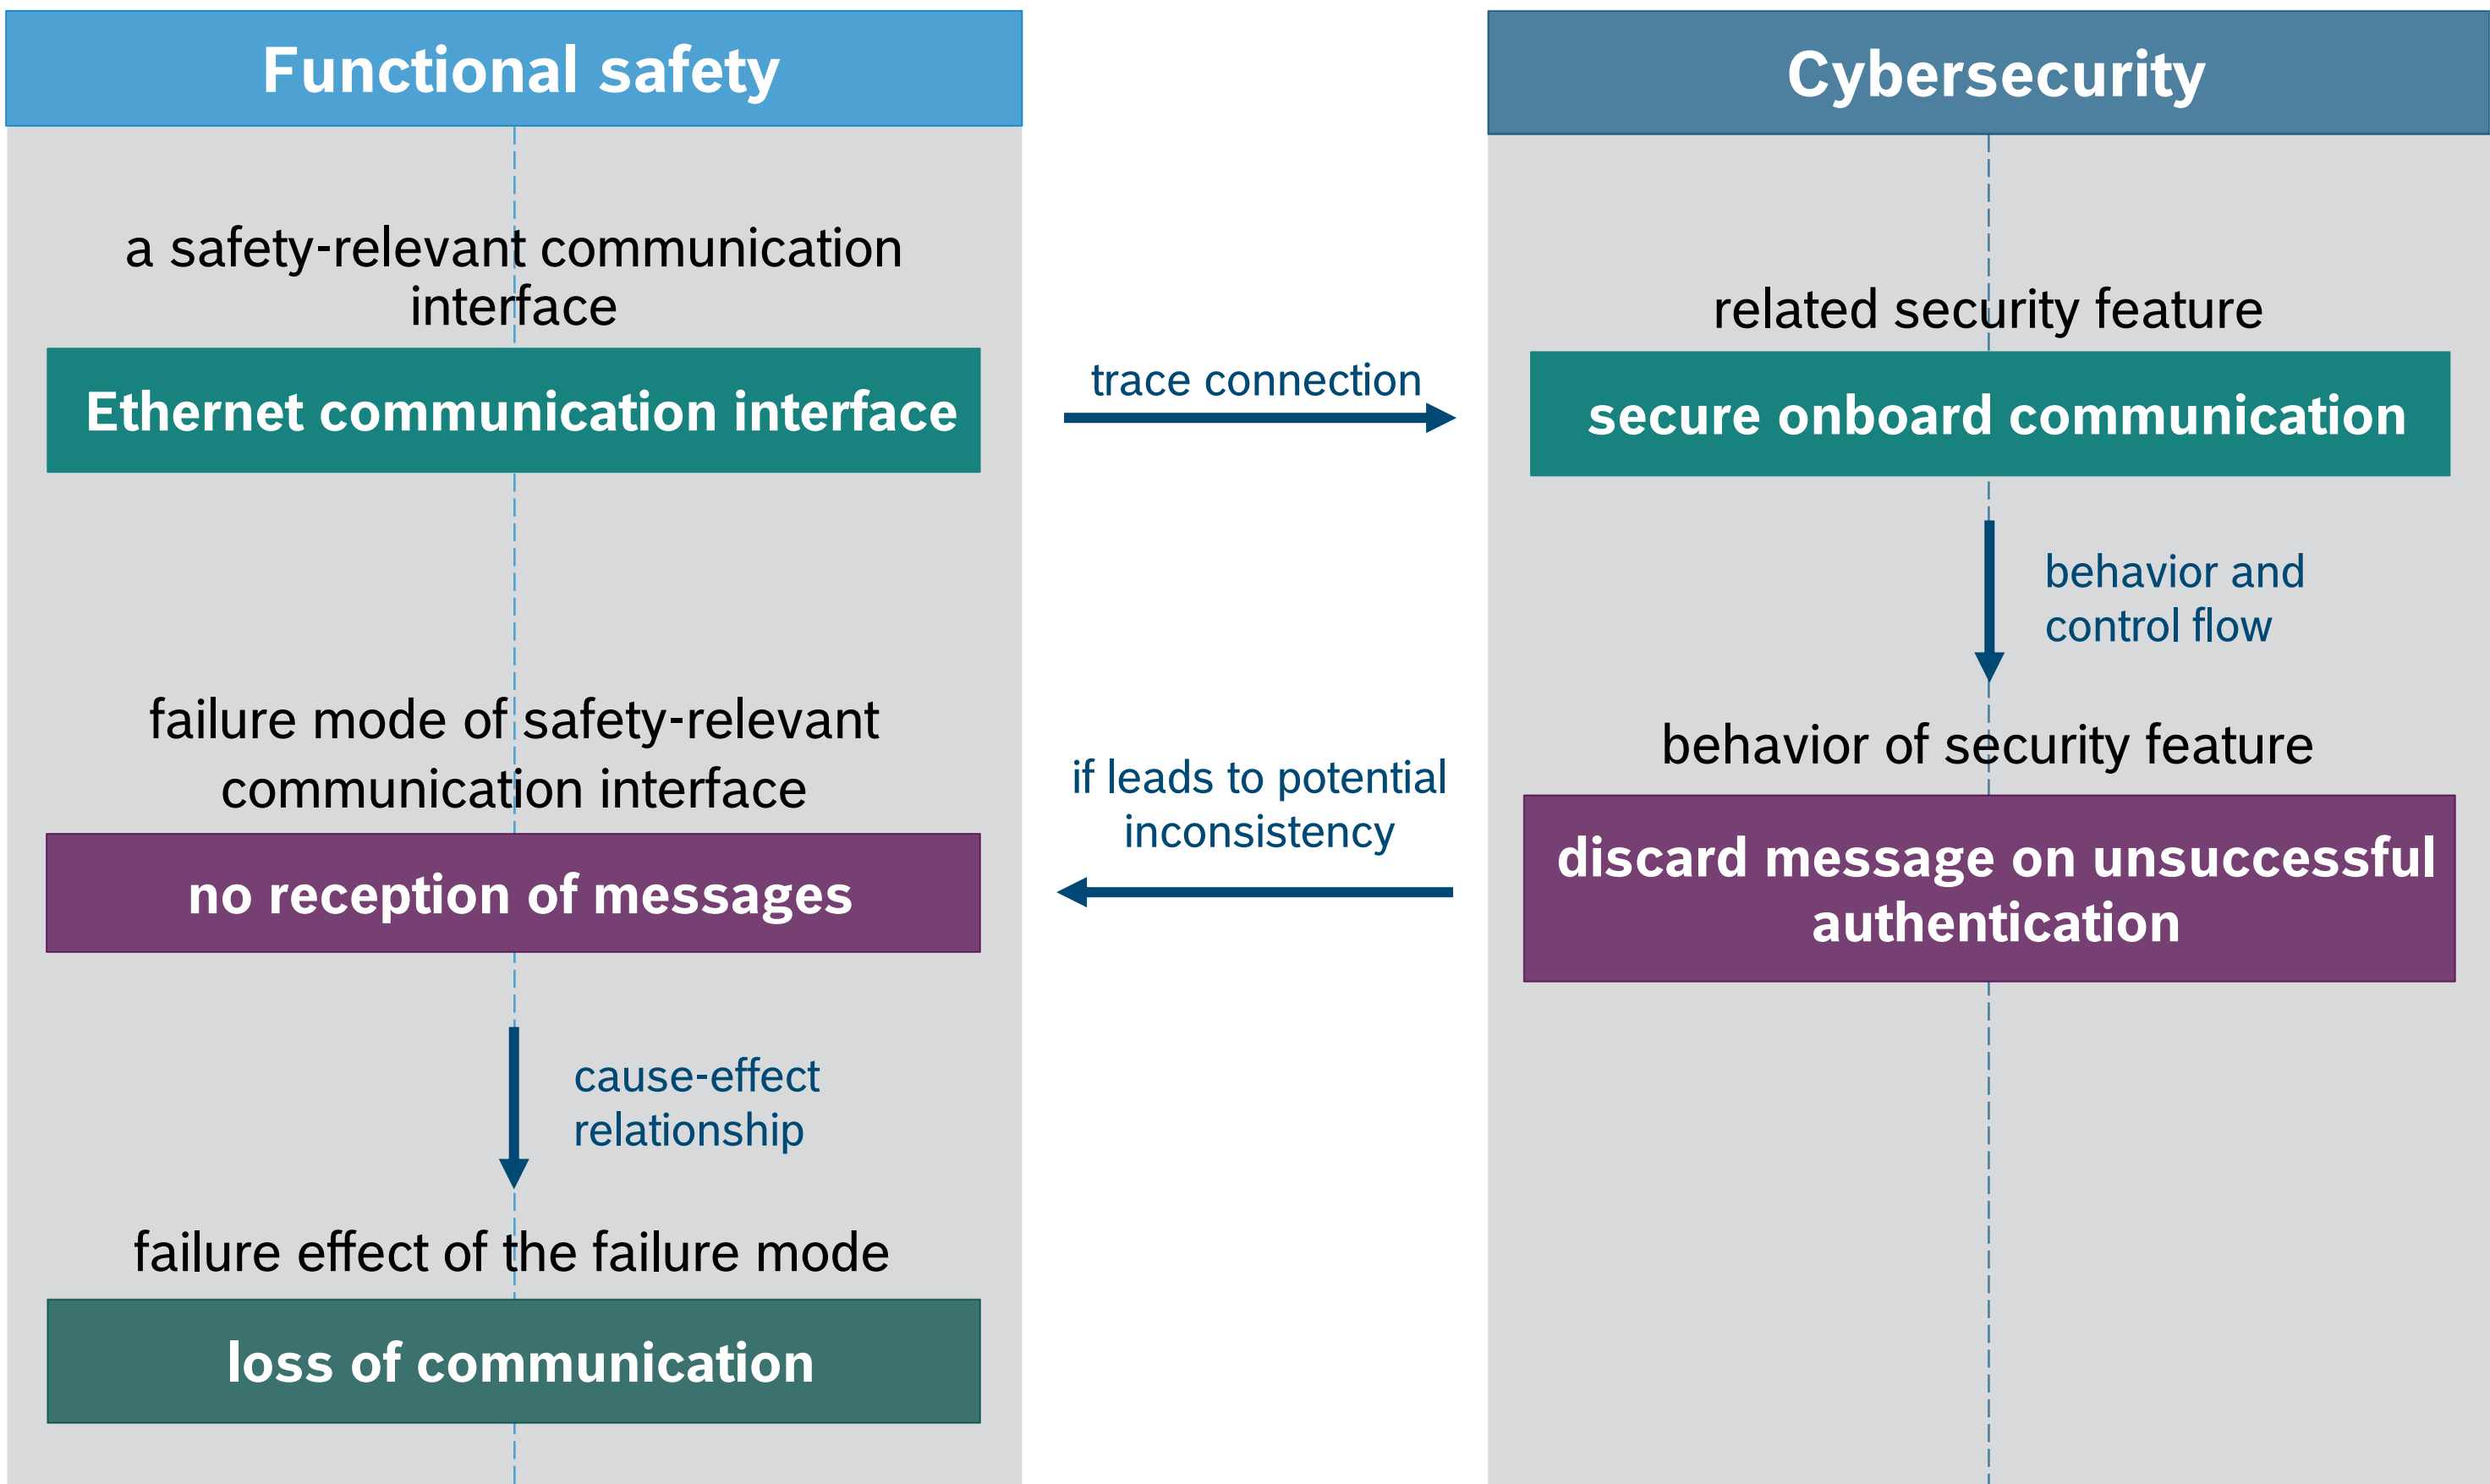 Functional safety
Cybersecurity
a safety-relevant communication
interface
Ethernet communication interface
trace connection
related security feature
secure onboard communication
behavior and
control flow
behavior of security feature
discard message on unsuccessful
authentication
if leads to potential
inconsistency
failure mode of safety-relevant
communication interface
no reception of messages
cause-effect
relationship
failure effect of the failure mode
loss of communication